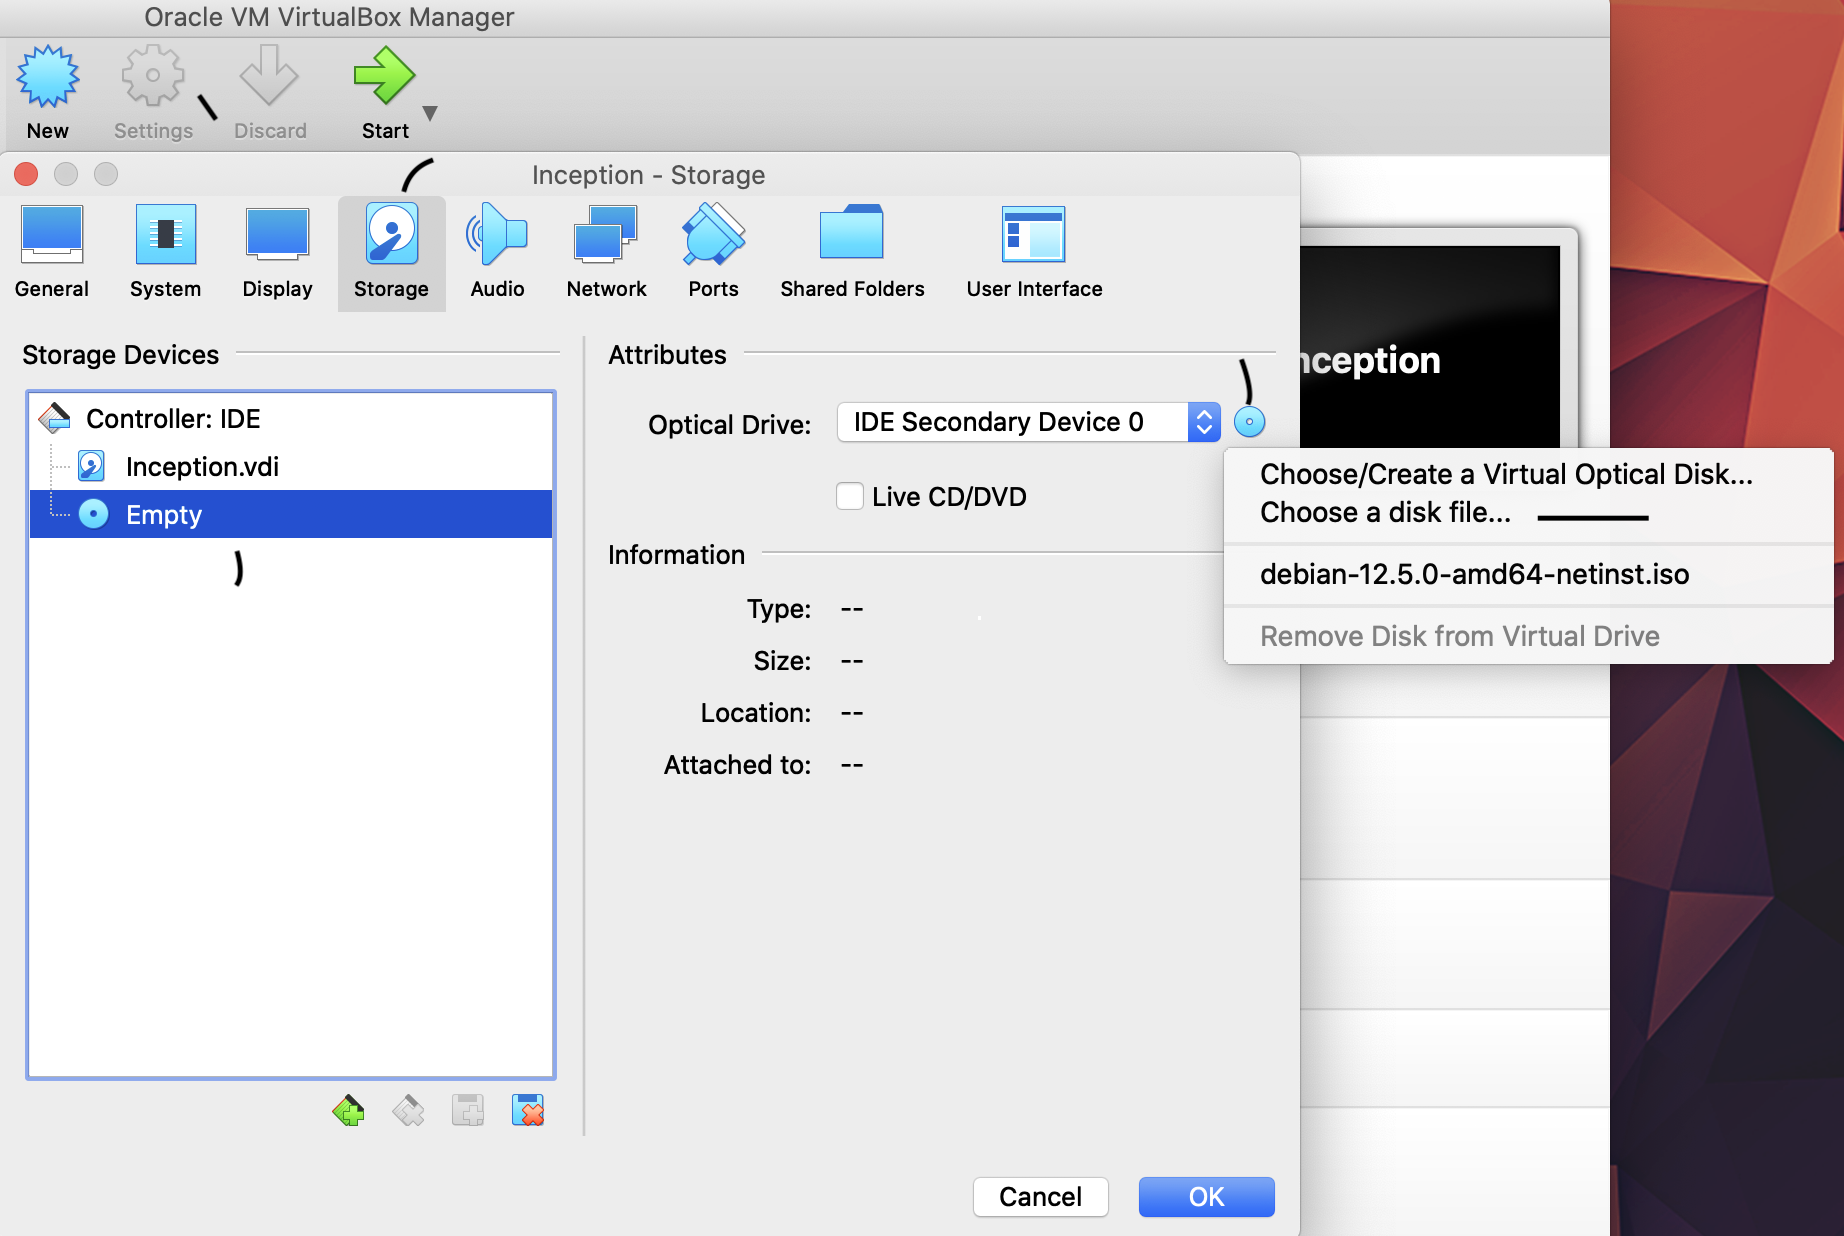 Oracle VM VirtualBox Manager
New
Settings
Discard
Start
Inception - Storage
General
System
Display
Storage
Audio
Network
Ports
Shared Folders
User Interface
Storage Devices
Controller: IDE
Inception.vdi
Empty
Attributes
Optical Drive: IDE Secondary Device 0
Live CD/DVD
Information
Type: --
Size: --
Location: --
Attached to: --
nception
Choose/Create a Virtual Optical Disk...
Choose a disk file...
debian-12.5.0-amd64-netinst.iso
Remove Disk from Virtual Drive
Cancel
OK